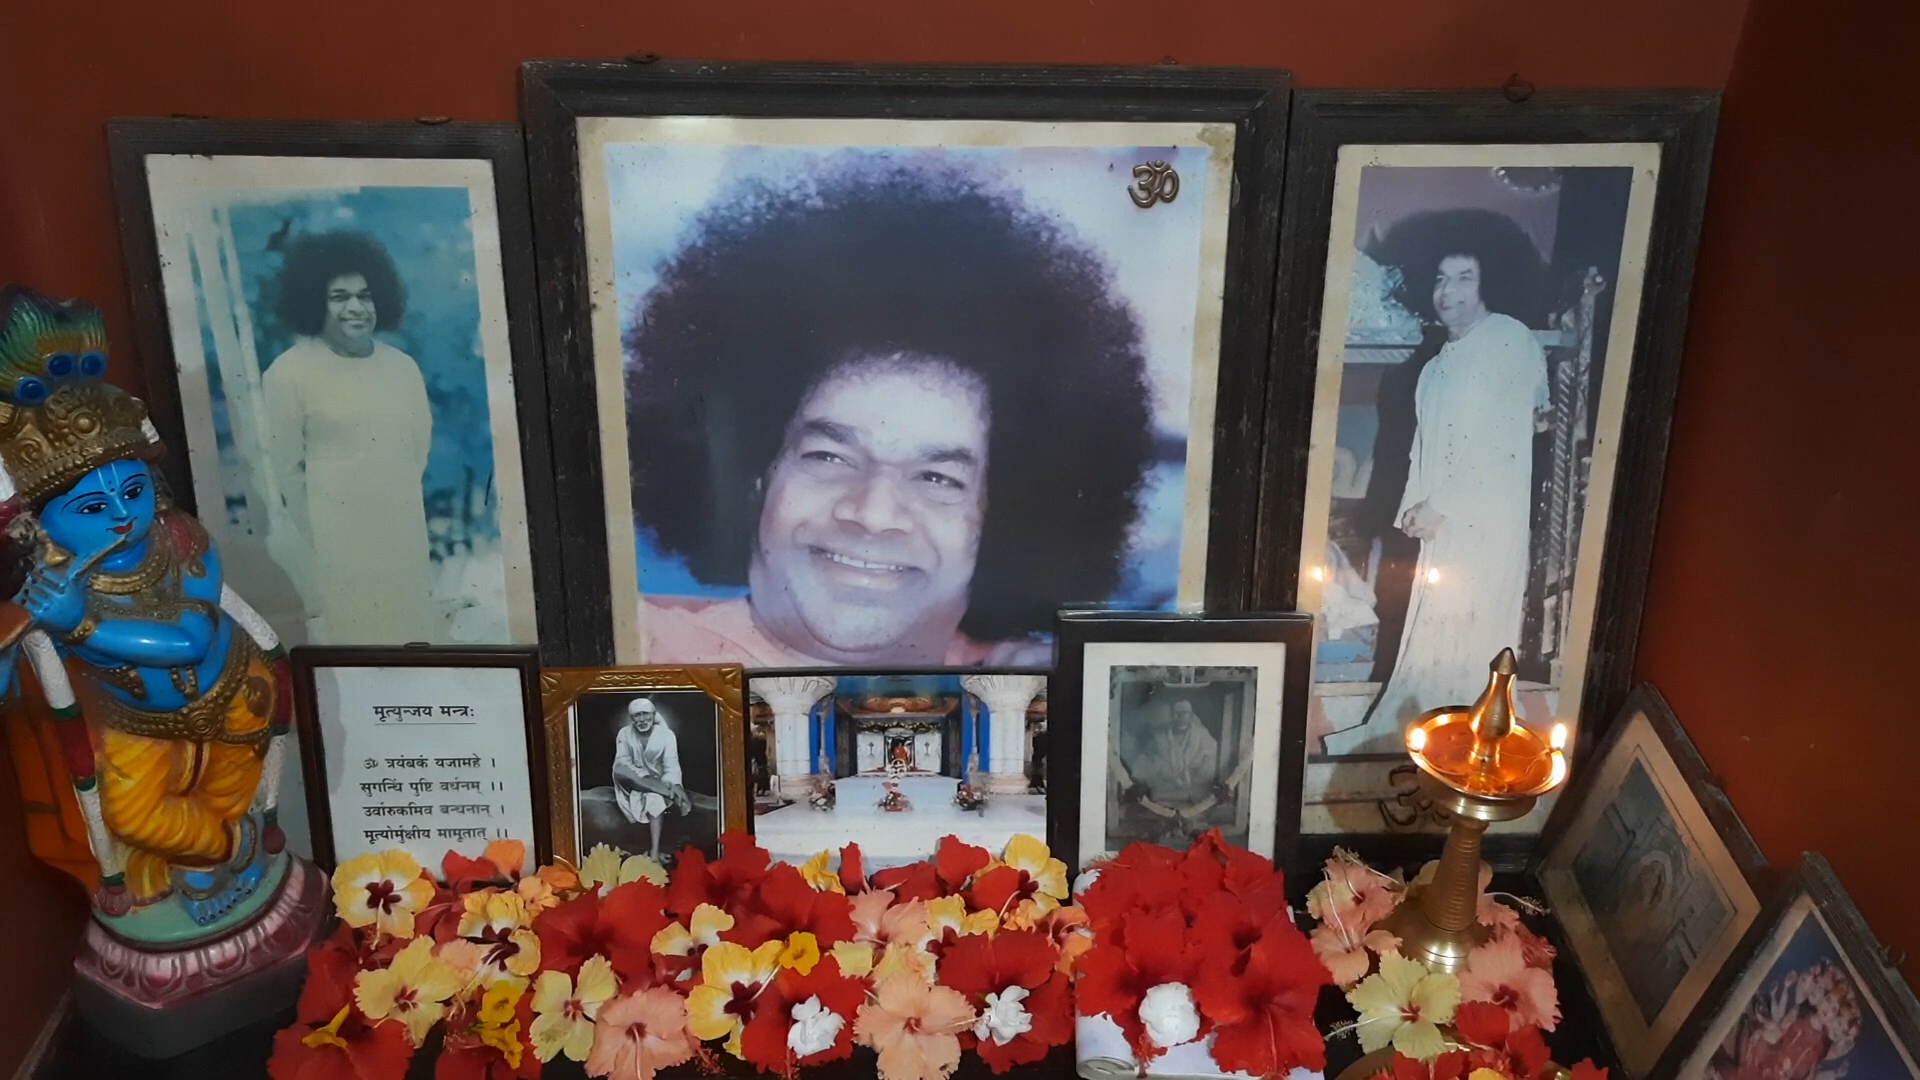 ॐ
मृत्युन्जय मन्त्रः
ॐ त्रयंबकं यजामहे ।
सुगन्धिं पुष्टि वर्धनम् ।।
उर्वारुकमिव बन्धनान् ।
मृत्योर्मुक्षीय मामृतात् ।।